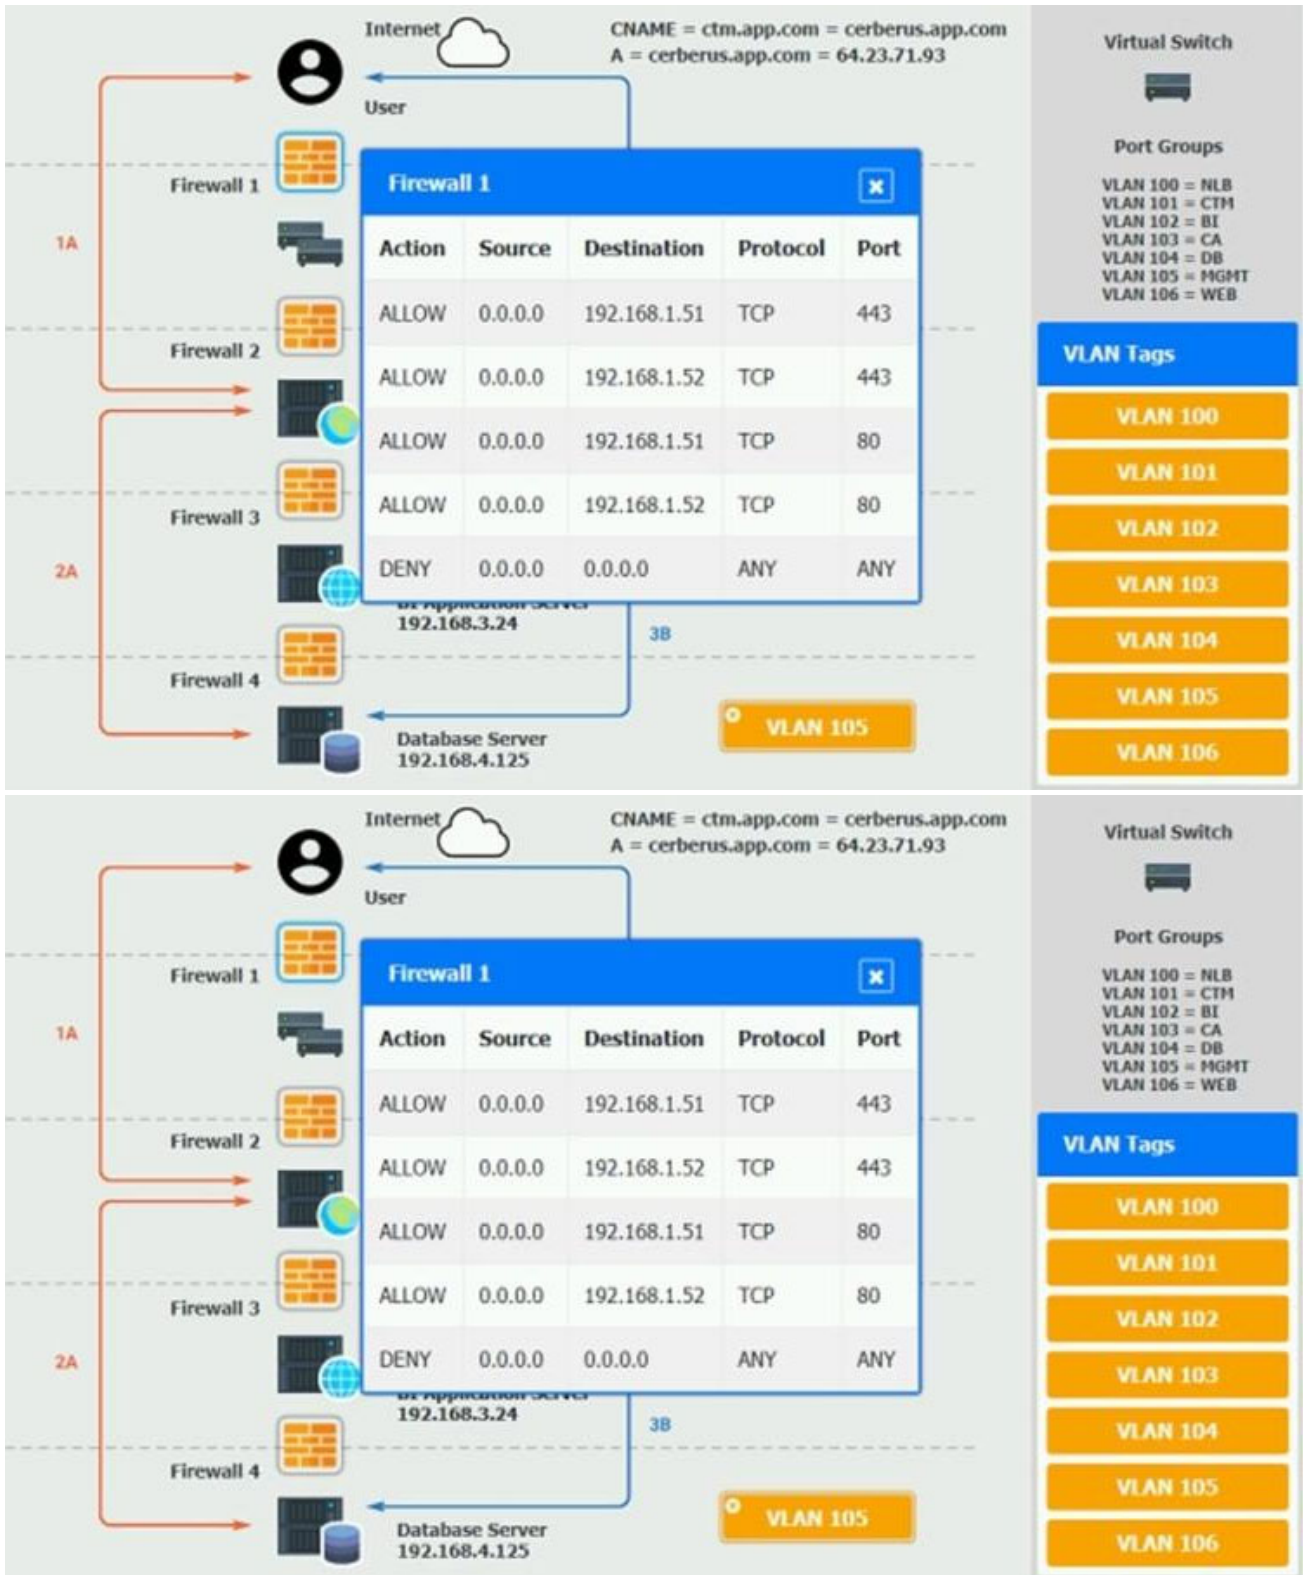 Internet
CNAME = ctm.app.com = cerberus.app.com
A = cerberus.app.com = 64.23.71.93
User
Firewall 1
1A
Firewall 2
Firewall 3
2A
Firewall 4
Firewall 1
Action Source Destination Protocol Port
ALLOW 0.0.0.0 192.168.1.51 TCP 443
ALLOW 0.0.0.0 192.168.1.52 TCP 443
ALLOW 0.0.0.0 192.168.1.51 TCP 80
ALLOW 0.0.0.0 192.168.1.52 TCP 80
DENY 0.0.0.0 0.0.0.0 ANY ANY
BI Application Server
192.168.3.24
3B
VLAN 105
Database Server
192.168.4.125
Virtual Switch
Port Groups
VLAN 100 = NLB
VLAN 101 = CTM
VLAN 102 = BI
VLAN 103 = CA
VLAN 104 = DB
VLAN 105 = MGMT
VLAN 106 = WEB
VLAN Tags
VLAN 100
VLAN 101
VLAN 102
VLAN 103
VLAN 104
VLAN 105
VLAN 106
Internet
CNAME = ctm.app.com = cerberus.app.com
A = cerberus.app.com = 64.23.71.93
User
Firewall 1
1A
Firewall 2
Firewall 3
2A
Firewall 4
Firewall 1
Action Source Destination Protocol Port
ALLOW 0.0.0.0 192.168.1.51 TCP 443
ALLOW 0.0.0.0 192.168.1.52 TCP 443
ALLOW 0.0.0.0 192.168.1.51 TCP 80
ALLOW 0.0.0.0 192.168.1.52 TCP 80
DENY 0.0.0.0 0.0.0.0 ANY ANY
BI Application Server
192.168.3.24
3B
VLAN 105
Database Server
192.168.4.125
Virtual Switch
Port Groups
VLAN 100 = NLB
VLAN 101 = CTM
VLAN 102 = BI
VLAN 103 = CA
VLAN 104 = DB
VLAN 105 = MGMT
VLAN 106 = WEB
VLAN Tags
VLAN 100
VLAN 101
VLAN 102
VLAN 103
VLAN 104
VLAN 105
VLAN 106